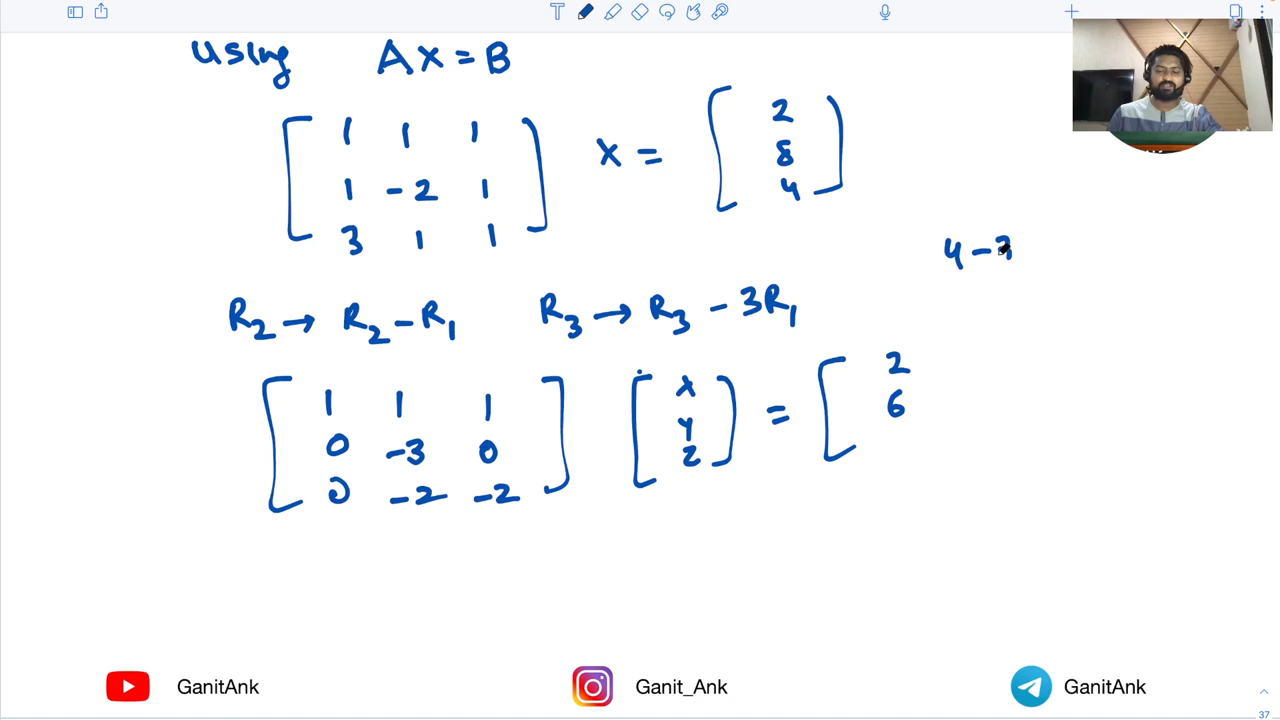 using AX = B
[ 1 1 1 ] X = [ 2 ]
[ 1 -2 1 ] [ 8 ]
[ 3 1 1 ] [ 4 ]
4 -
R2 → R2 - R1 R3 → R3 - 3R1
[ 1 1 1 ] [ x ] = [ 2
[ 0 -3 0 ] [ y ] [ 6
[ 0 -2 -2 ] [ z ] [
GanitAnk Ganit_Ank GanitAnk
37